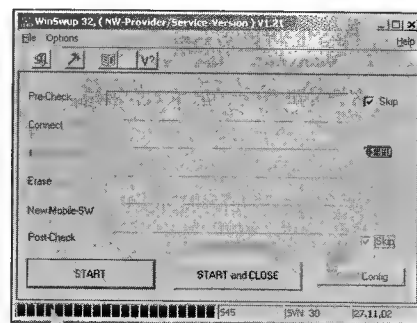 WinSwup 32, ( NW-Provider/Service-Version ) V1.21
File Options Help
V?
Pre-Check Skip
Connect
Erase
New Mobile-SW
Post-Check Skip
START START and CLOSE Config
S45 SVN: 30 27.11.02